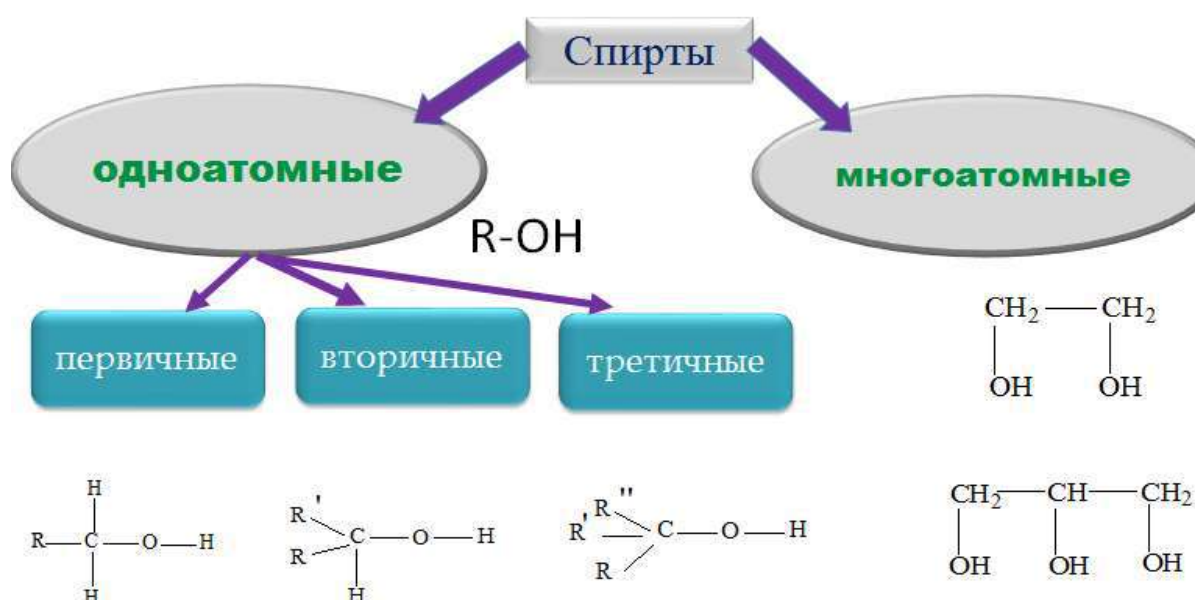 Спирты
одноатомные
многоатомные
R-OH
первичные
вторичные
третичные
CH₂ CH₂
OH OH
H
R C O H
H
R'
R C O H
H
R''
R' C O H
R
CH₂ CH CH₂
OH OH OH